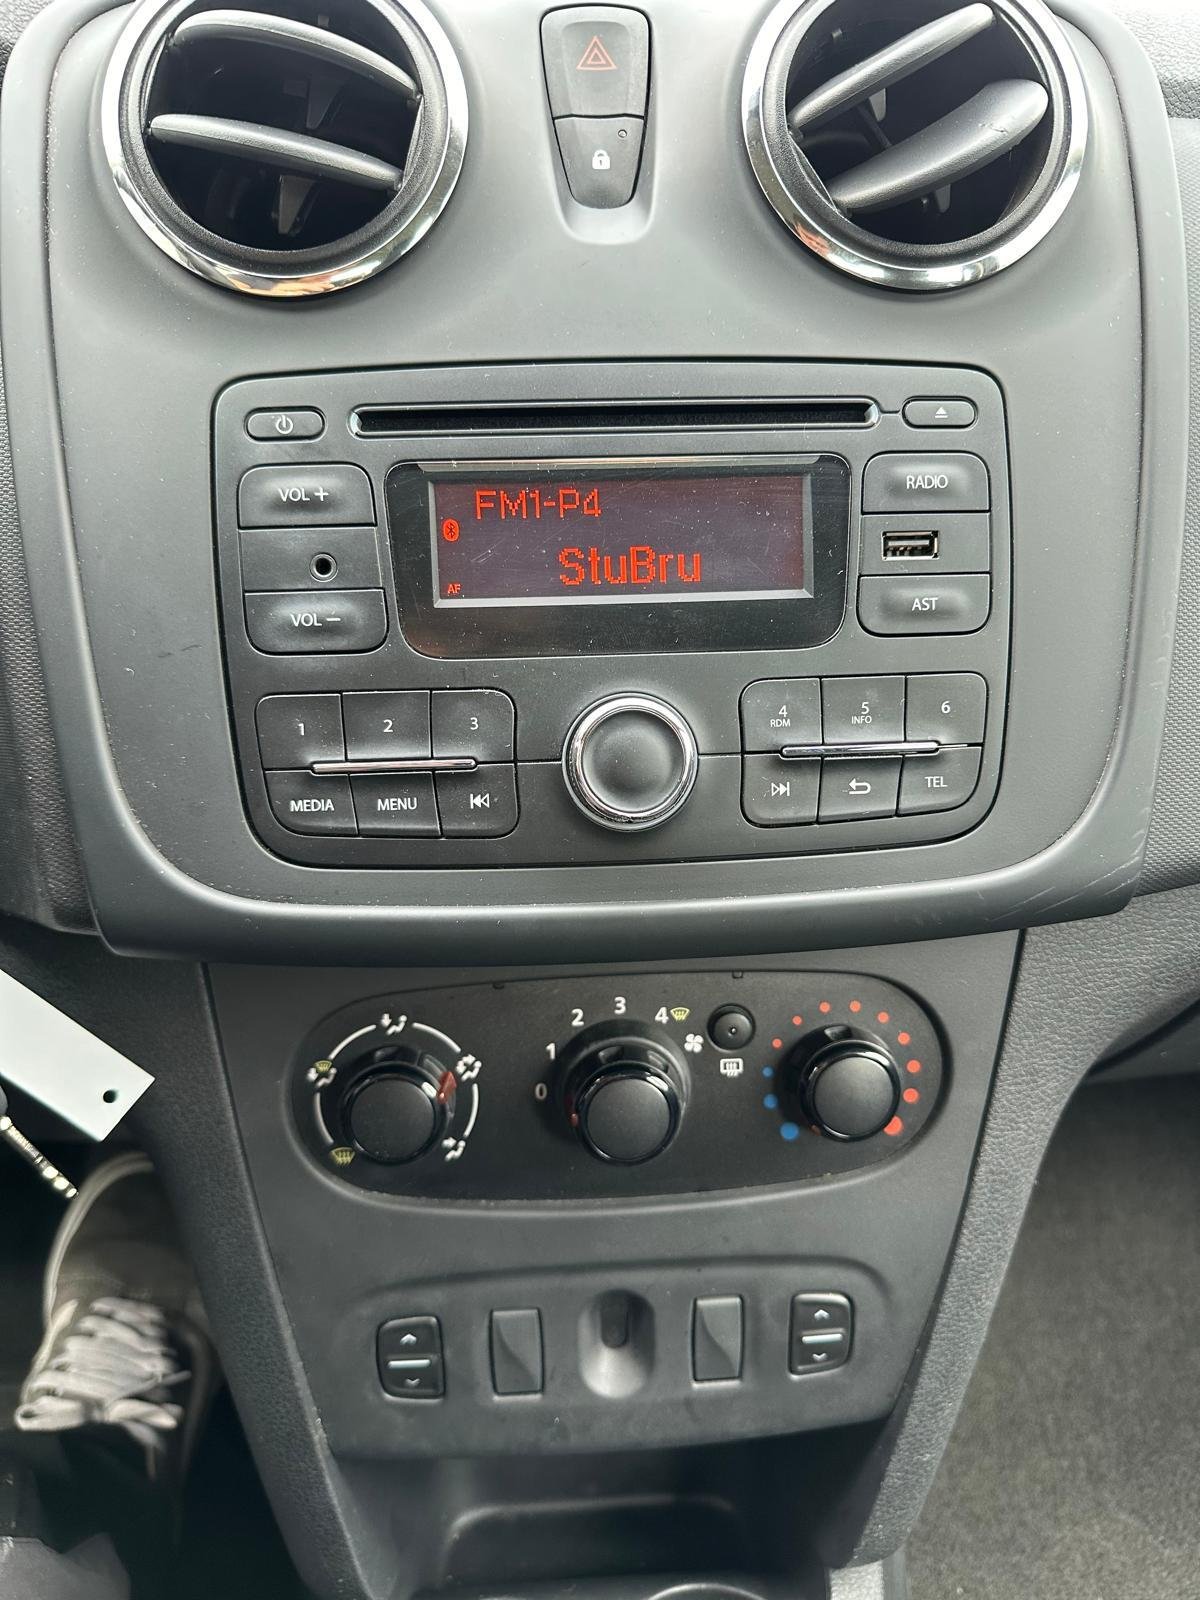 FM1-P4
StuBru
AF
VOL +
VOL −
RADIO
AST
1
2
3
MEDIA
MENU
4
RDM
5
INFO
6
TEL
0
1
2
3
4